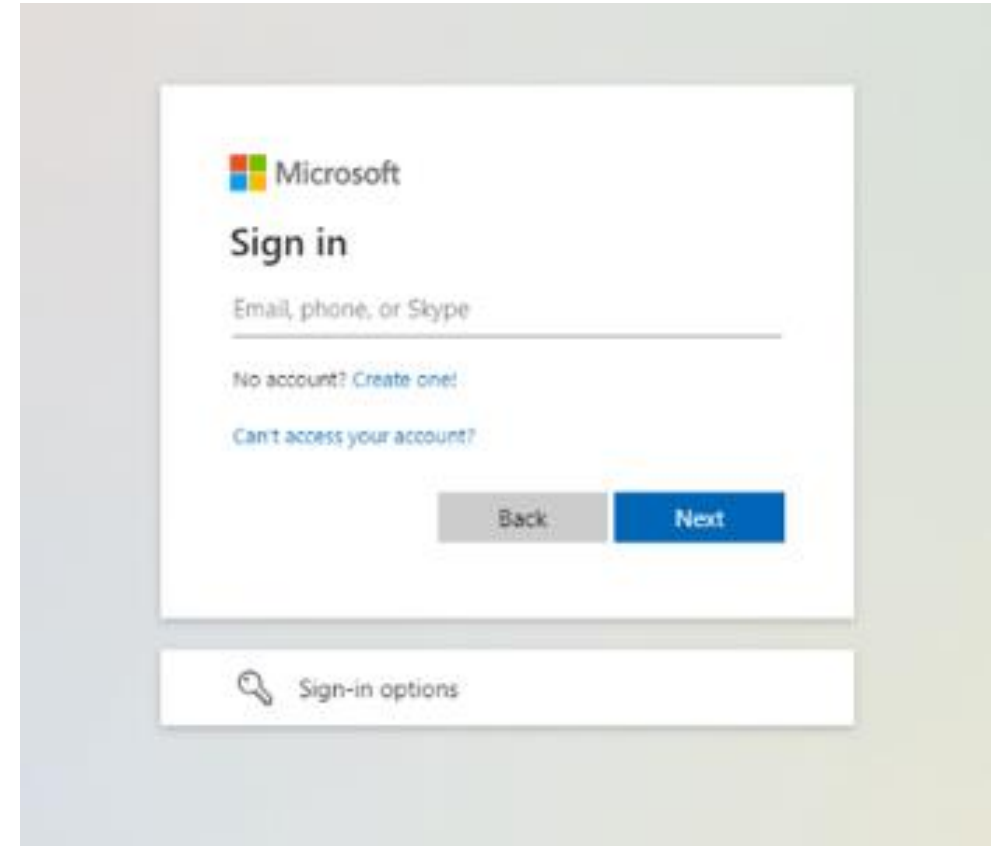 Microsoft
Sign in
Email, phone, or Skype
No account? Create one!
Can't access your account?
Back Next
Sign-in options